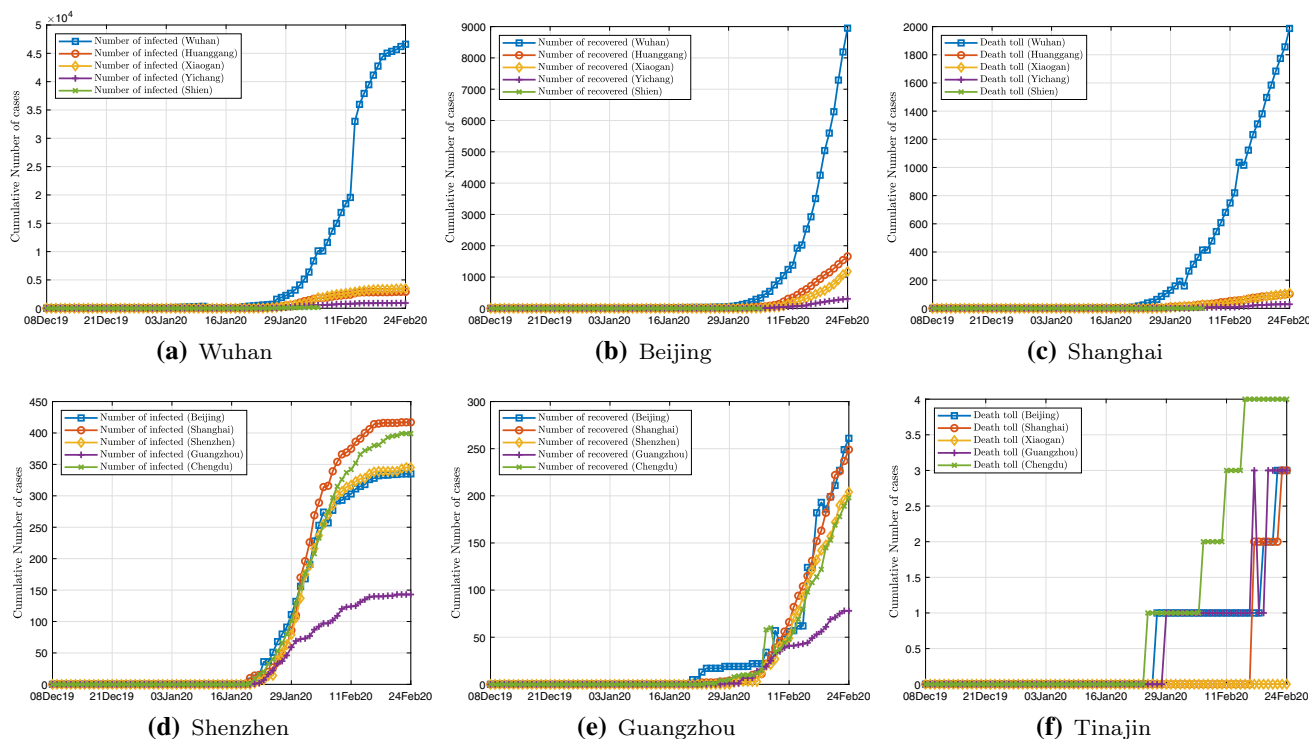 ×10⁴
Cumulative Number of cases
5
4.5
4
3.5
3
2.5
2
1.5
1
0.5
0
Number of infected (Wuhan)
Number of infected (Huanggang)
Number of infected (Xiaogan)
Number of infected (Yichang)
Number of infected (Shien)
08Dec19 21Dec19 03Jan20 16Jan20 29Jan20 11Feb20 24Feb20
(a) Wuhan
Cumulative Number of cases
9000
8000
7000
6000
5000
4000
3000
2000
1000
0
Number of recovered (Wuhan)
Number of recovered (Huanggang)
Number of recovered (Xiaogan)
Number of recovered (Yichang)
Number of recovered (Shien)
08Dec19 21Dec19 03Jan20 16Jan20 29Jan20 11Feb20 24Feb20
(b) Beijing
Cumulative Number of cases
2000
1800
1600
1400
1200
1000
800
600
400
200
0
Death toll (Wuhan)
Death toll (Huanggang)
Death toll (Xiaogan)
Death toll (Yichang)
Death toll (Shien)
08Dec19 21Dec19 03Jan20 16Jan20 29Jan20 11Feb20 24Feb20
(c) Shanghai
Cumulative Number of cases
450
400
350
300
250
200
150
100
50
0
Number of infected (Beijing)
Number of infected (Shanghai)
Number of infected (Shenzhen)
Number of infected (Guangzhou)
Number of infected (Chengdu)
08Dec19 21Dec19 03Jan20 16Jan20 29Jan20 11Feb20 24Feb20
(d) Shenzhen
Cumulative Number of cases
300
250
200
150
100
50
0
Number of recovered (Beijing)
Number of recovered (Shanghai)
Number of recovered (Shenzhen)
Number of recovered (Guangzhou)
Number of recovered (Chengdu)
08Dec19 21Dec19 03Jan20 16Jan20 29Jan20 11Feb20 24Feb20
(e) Guangzhou
Cumulative Number of cases
4
3.5
3
2.5
2
1.5
1
0.5
0
Death toll (Beijing)
Death toll (Shanghai)
Death toll (Xiaogan)
Death toll (Guangzhou)
Death toll (Chengdu)
08Dec19 21Dec19 03Jan20 16Jan20 29Jan20 11Feb20 24Feb20
(f) Tinajin